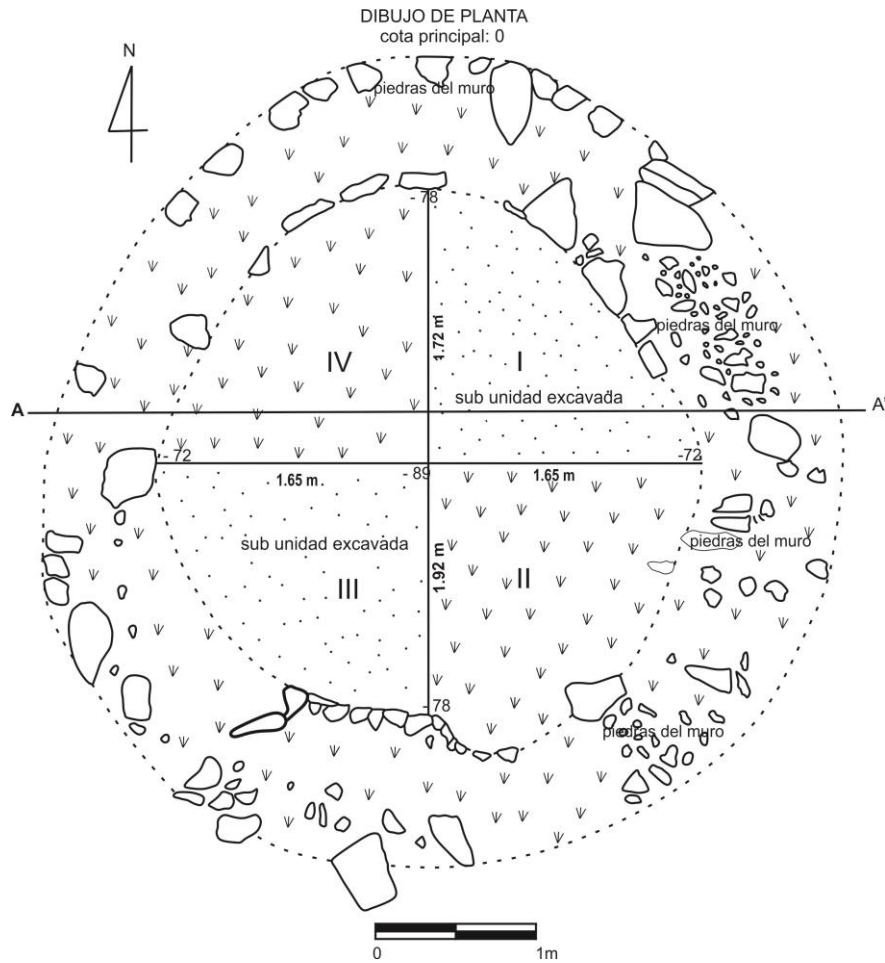 DIBUJO DE PLANTA
cota principal: 0
N
piedras del muro
- 78
1.72 m
piedras del muro
IV
I
sub unidad excavada
A
A'
- 72
- 89
-72
1.65 m .
1.65 m
sub unidad excavada
piedras del muro
1.92 m
II
III
- 78
piedras del muro
0
1m